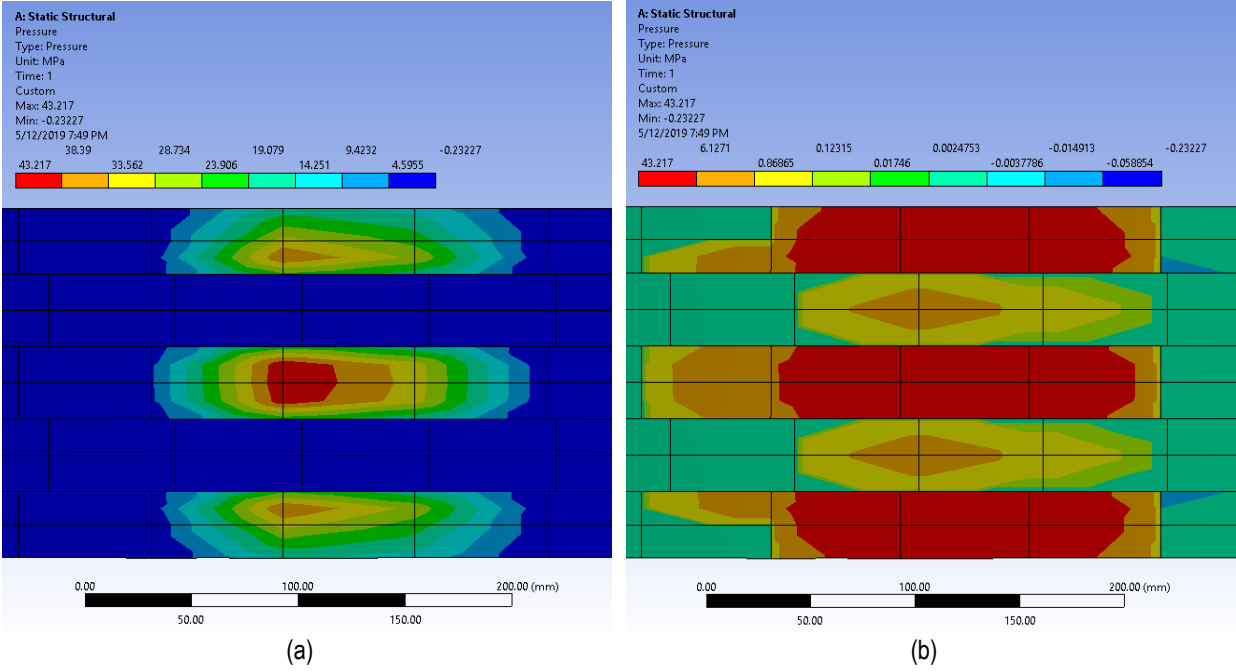 A: Static Structural
Pressure
Type: Pressure
Unit: MPa
Time: 1
Custom
Max: 43.217
Min: -0.23227
5/12/2019 7:49 PM
38.39 28.734 19.079 9.4232 -0.23227
43.217 33.562 23.906 14.251 4.5955
0.00 100.00 200.00 (mm)
50.00 150.00
(a)
A: Static Structural
Pressure
Type: Pressure
Unit: MPa
Time: 1
Custom
Max: 43.217
Min: -0.23227
5/12/2019 7:49 PM
6.1271 0.12315 0.0024753 -0.014913 -0.23227
43.217 0.86865 0.01746 -0.0037786 -0.058854
0.00 100.00 200.00 (mm)
50.00 150.00
(b)